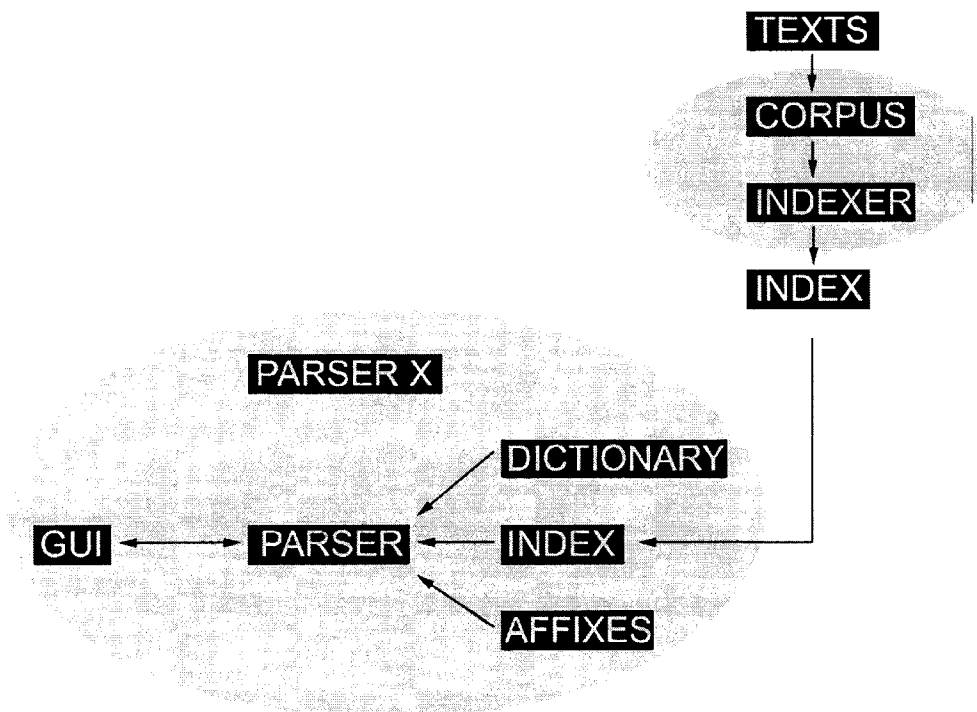 TEXTS
CORPUS
INDEXER
INDEX
PARSER X
DICTIONARY
GUI
PARSER
INDEX
AFFIXES